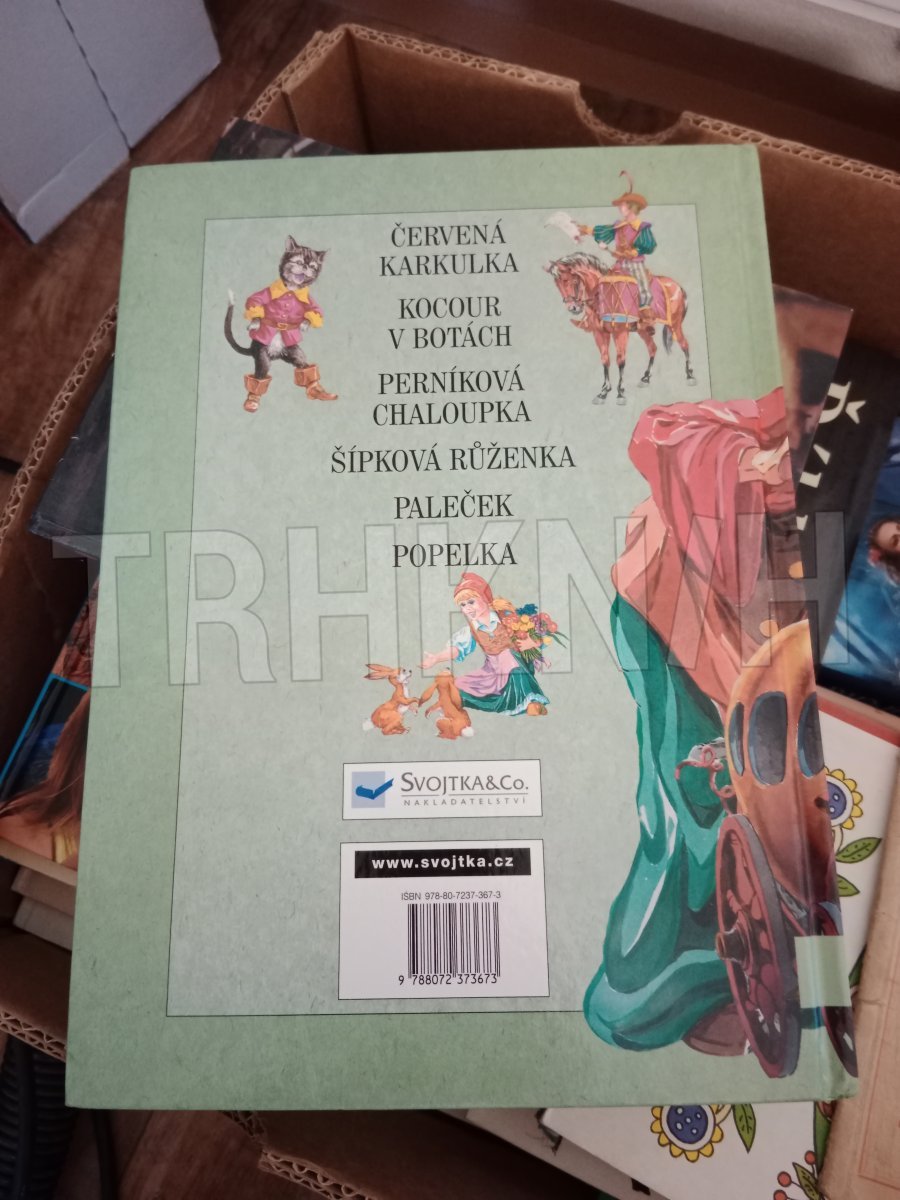 ČERVENÁ
KARKULKA
KOCOUR
V BOTÁCH
PERNÍKOVÁ
CHALOUPKA
ŠÍPKOVÁ RŮŽENKA
PALEČEK
POPELKA
TRHKNIH
SVOJTKA&CO.
NAKLADATELSTVÍ
www.svojtka.cz
ISBN 978-80-7237-367-3
9 788072 373673